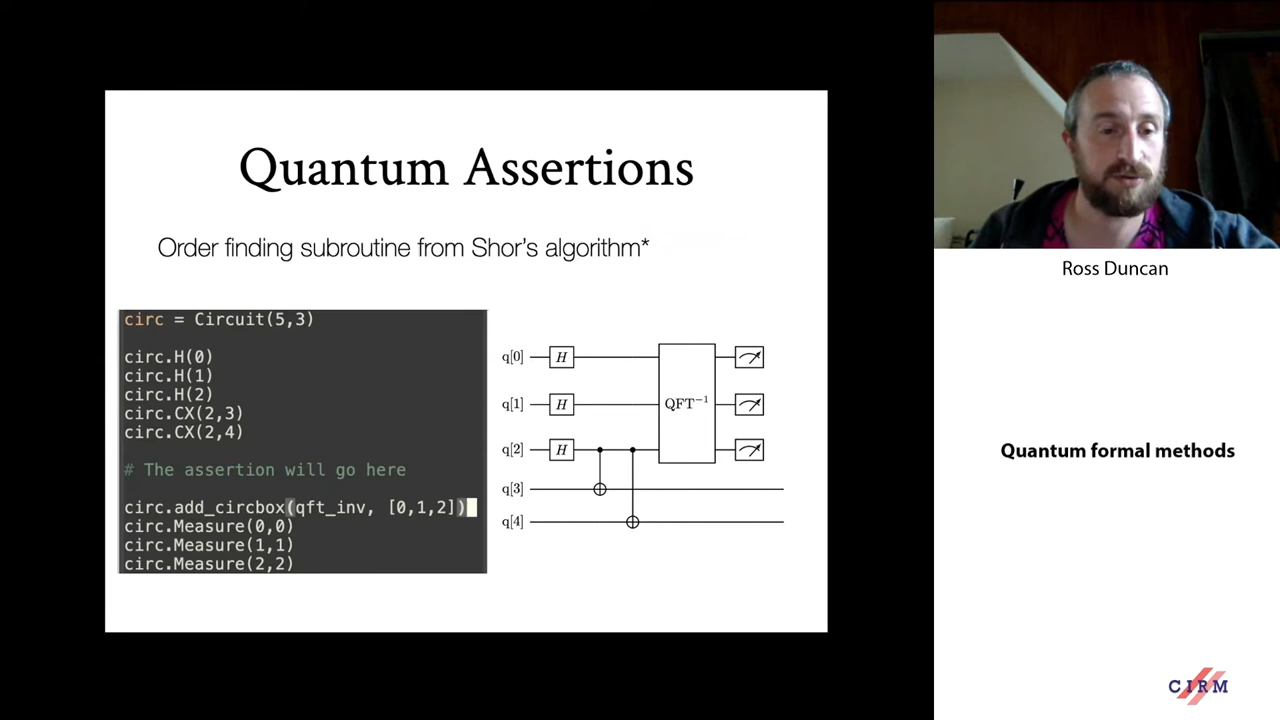 Quantum Assertions
Order finding subroutine from Shor's algorithm*
circ = Circuit(5,3)
circ.H(0)
circ.H(1)
circ.H(2)
circ.CX(2,3)
circ.CX(2,4)
# The assertion will go here
circ.add_circbox(qft_inv, [0,1,2])
circ.Measure(0,0)
circ.Measure(1,1)
circ.Measure(2,2)
q[0] H
q[1] H QFT⁻¹
q[2] H
q[3]
q[4]
Ross Duncan
Quantum formal methods
CIRM